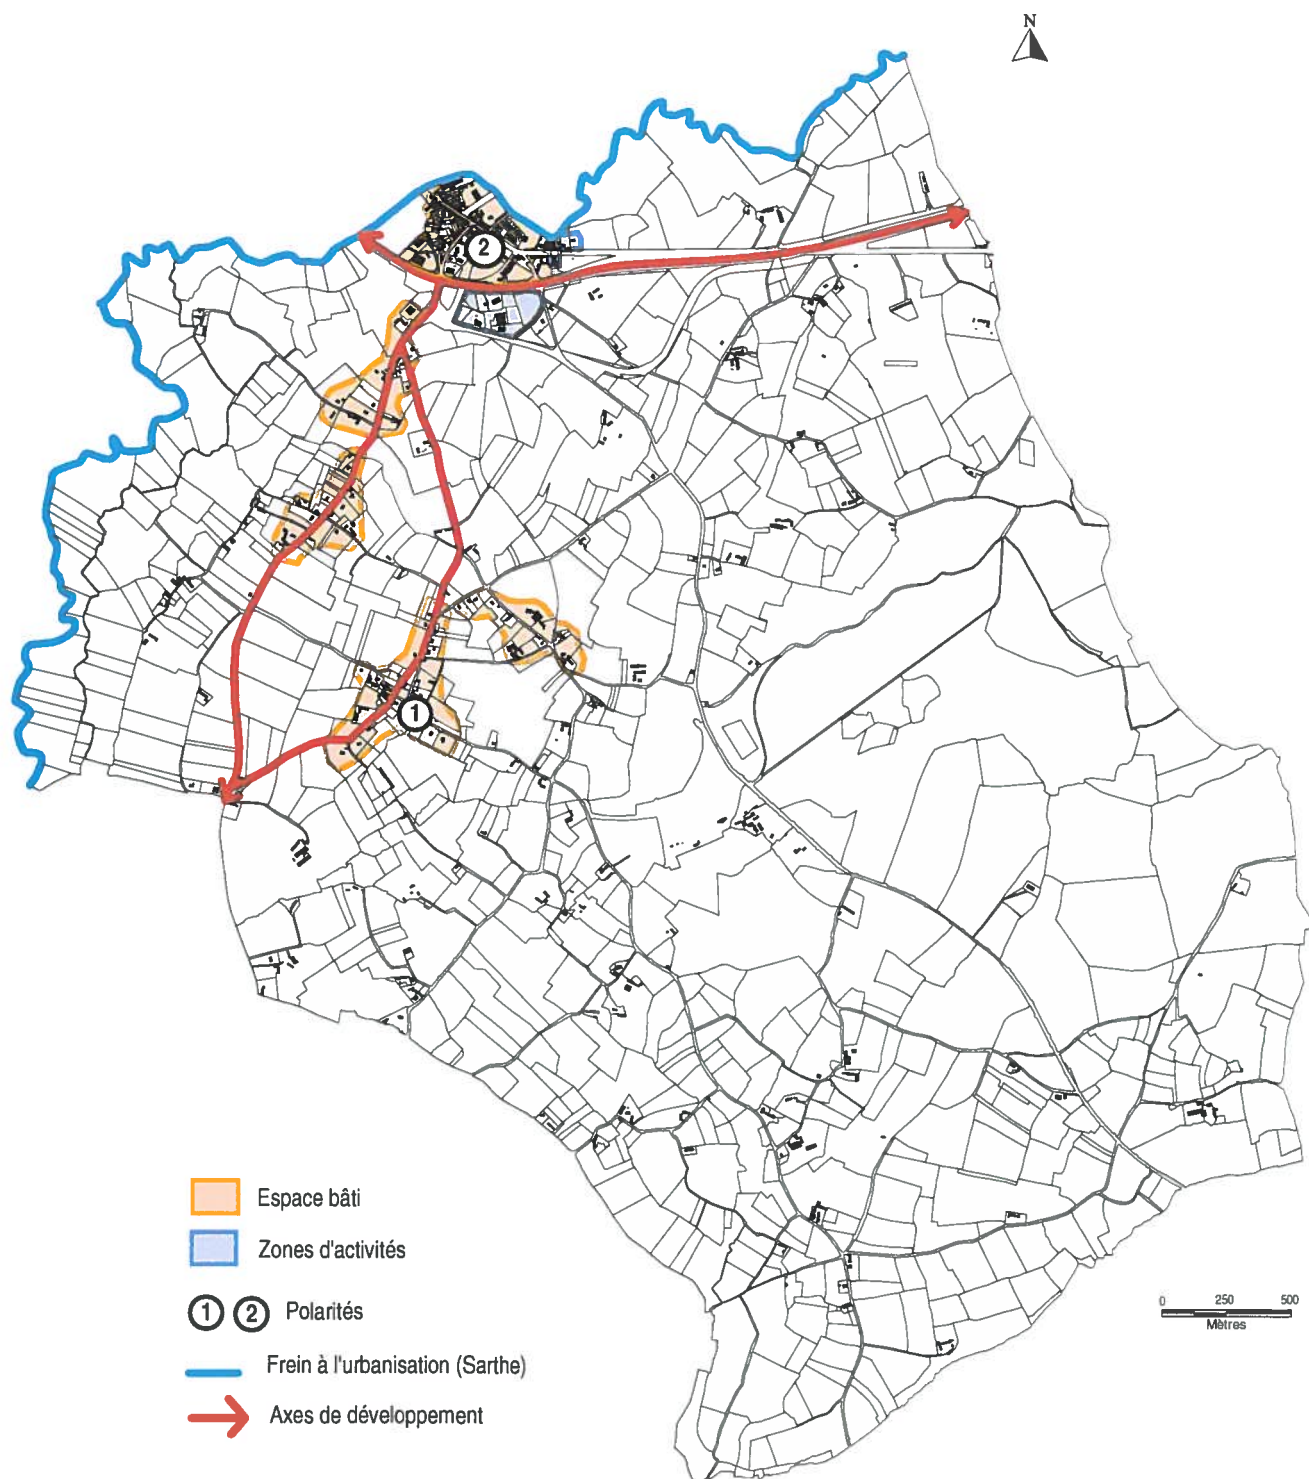 N
2
1
Espace bâti
Zones d'activités
1 2 Polarités
Frein à l'urbanisation (Sarthe)
Axes de développement
0 250 500
Mètres